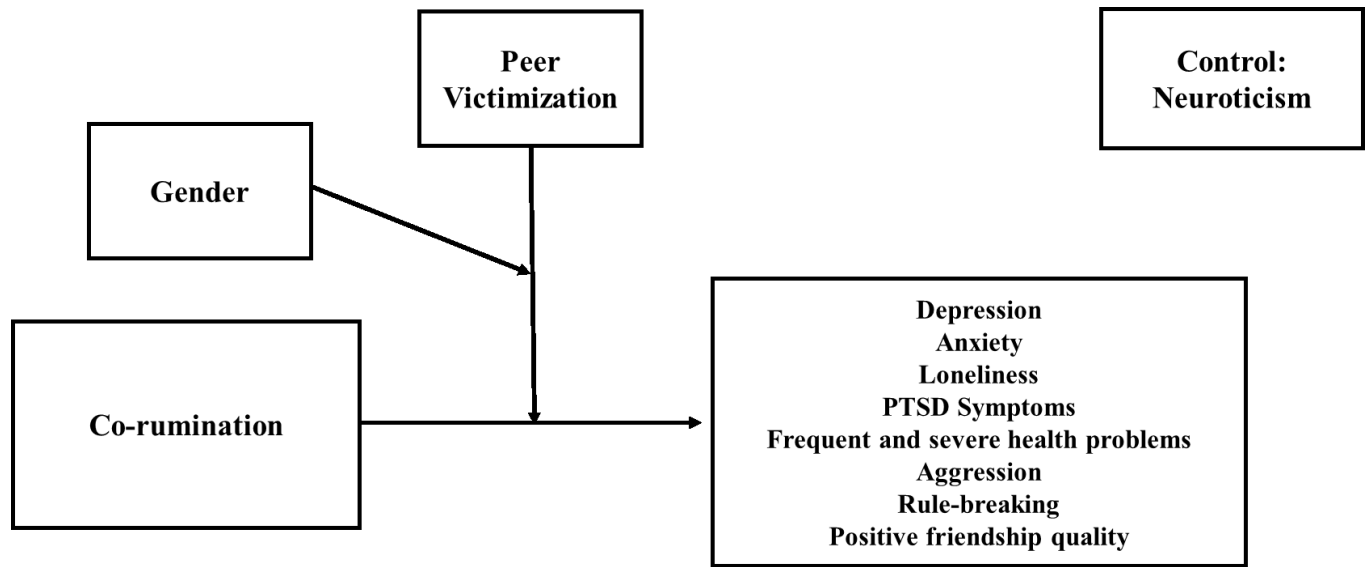 Peer
Victimization
Control:
Neuroticism
Gender
Co-rumination
Depression
Anxiety
Loneliness
PTSD Symptoms
Frequent and severe health problems
Aggression
Rule-breaking
Positive friendship quality